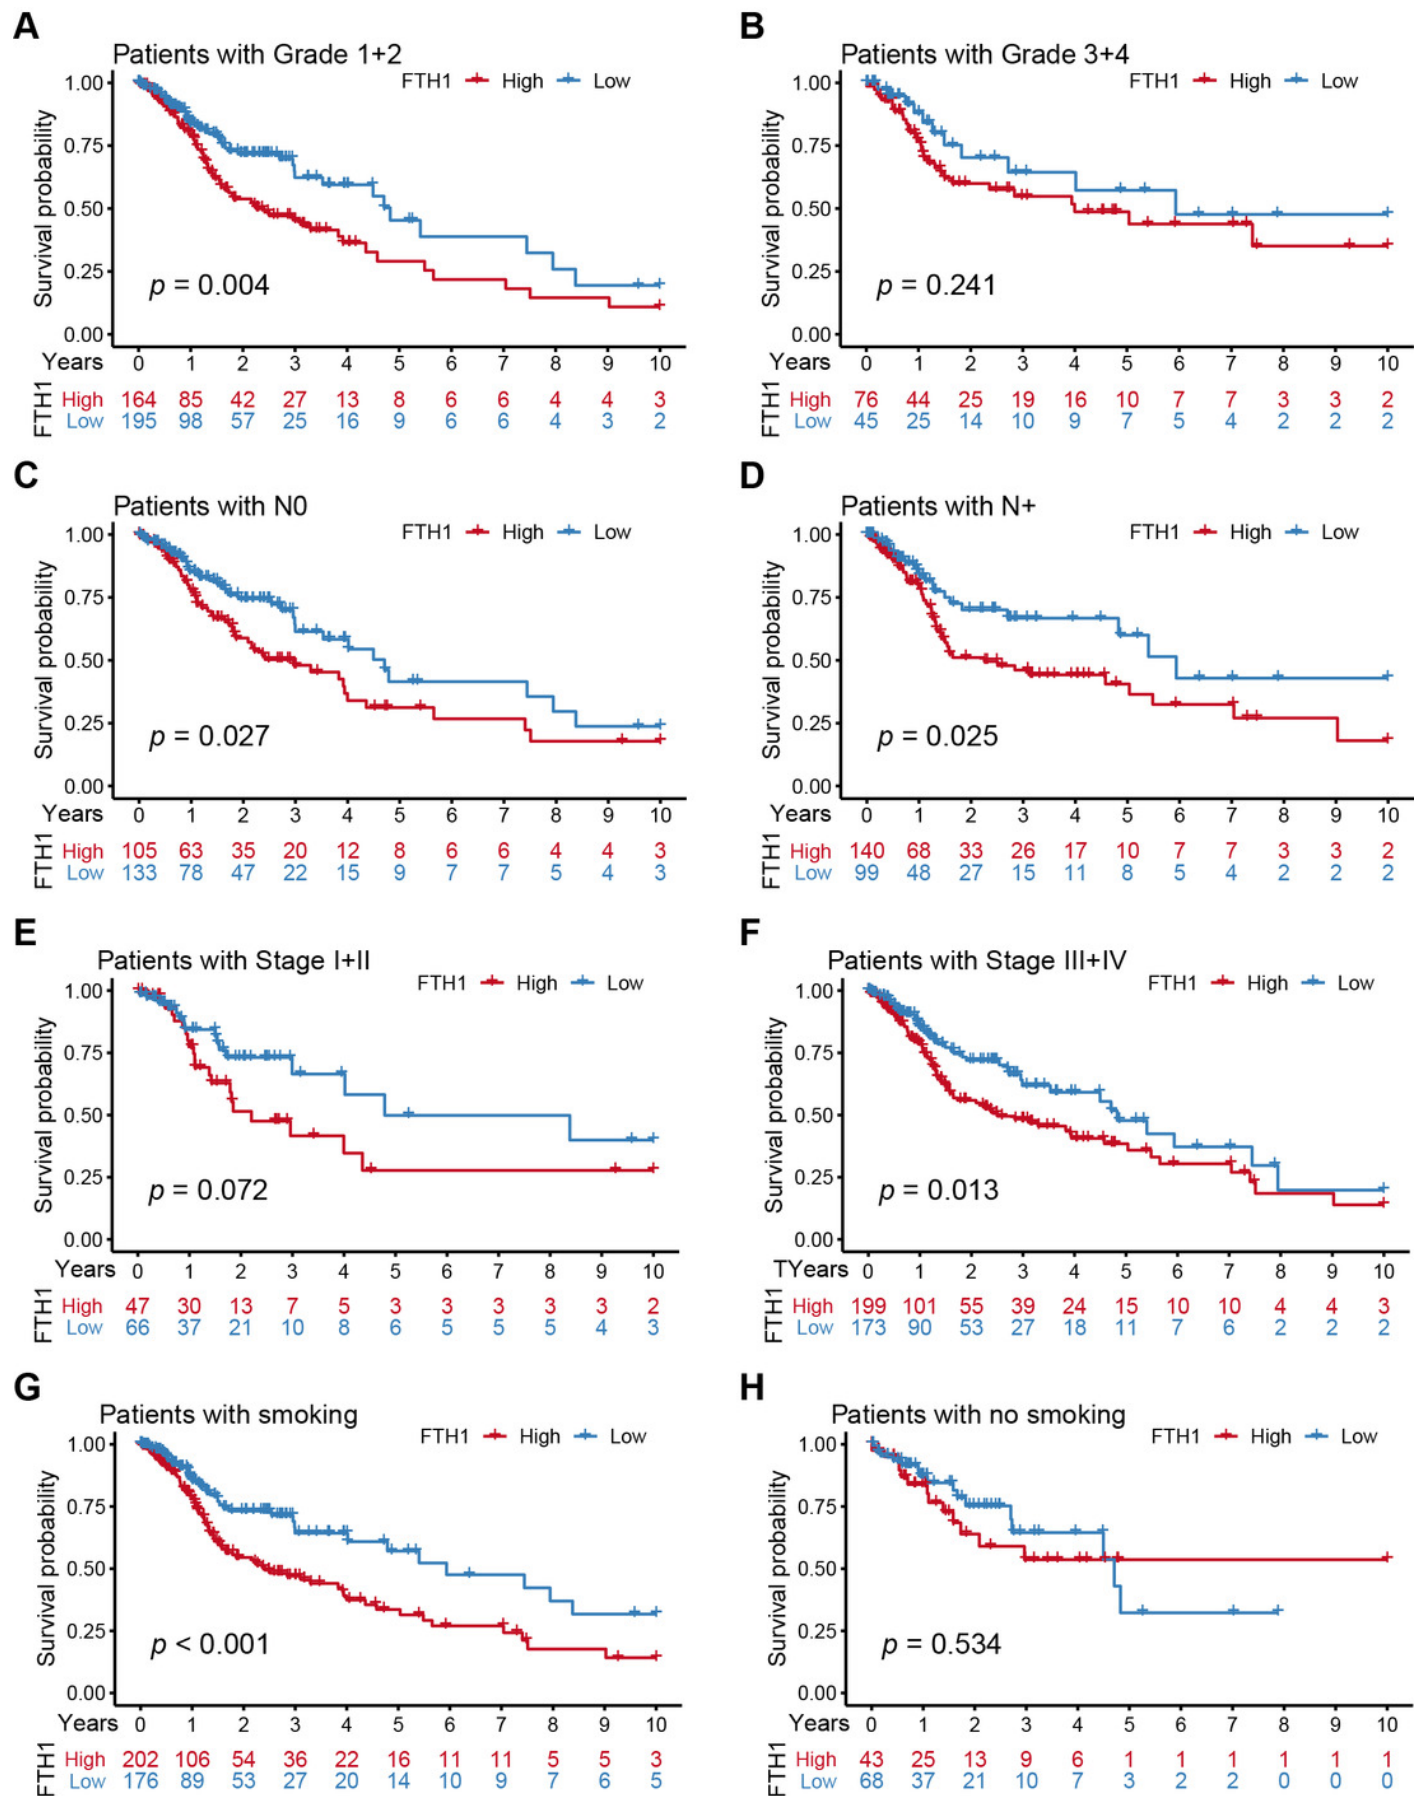 A
Patients with Grade 1+2
FTH1 High Low
Survival probability
1.00
0.75
0.50
0.25
0.00
p = 0.004
Years 0 1 2 3 4 5 6 7 8 9 10
FTH1
High 164 85 42 27 13 8 6 6 4 4 3
Low 195 98 57 25 16 9 6 6 4 3 2
B
Patients with Grade 3+4
FTH1 High Low
Survival probability
1.00
0.75
0.50
0.25
0.00
p = 0.241
Years 0 1 2 3 4 5 6 7 8 9 10
FTH1
High 76 44 25 19 16 10 7 7 3 3 2
Low 45 25 14 10 9 7 5 4 2 2 2
C
Patients with N0
FTH1 High Low
Survival probability
1.00
0.75
0.50
0.25
0.00
p = 0.027
Years 0 1 2 3 4 5 6 7 8 9 10
FTH1
High 105 63 35 20 12 8 6 6 4 4 3
Low 133 78 47 22 15 9 7 7 5 4 3
D
Patients with N+
FTH1 High Low
Survival probability
1.00
0.75
0.50
0.25
0.00
p = 0.025
Years 0 1 2 3 4 5 6 7 8 9 10
FTH1
High 140 68 33 26 17 10 7 7 3 3 2
Low 99 48 27 15 11 8 5 4 2 2 2
E
Patients with Stage I+II
FTH1 High Low
Survival probability
1.00
0.75
0.50
0.25
0.00
p = 0.072
Years 0 1 2 3 4 5 6 7 8 9 10
FTH1
High 47 30 13 7 5 3 3 3 3 3 2
Low 66 37 21 10 8 6 5 5 5 4 3
F
Patients with Stage III+IV
FTH1 High Low
Survival probability
1.00
0.75
0.50
0.25
0.00
p = 0.013
TYears 0 1 2 3 4 5 6 7 8 9 10
FTH1
High 199 101 55 39 24 15 10 10 4 4 3
Low 173 90 53 27 18 11 7 6 2 2 2
G
Patients with smoking
FTH1 High Low
Survival probability
1.00
0.75
0.50
0.25
0.00
p < 0.001
Years 0 1 2 3 4 5 6 7 8 9 10
FTH1
High 202 106 54 36 22 16 11 11 5 5 3
Low 176 89 53 27 20 14 10 9 7 6 5
H
Patients with no smoking
FTH1 High Low
Survival probability
1.00
0.75
0.50
0.25
0.00
p = 0.534
Years 0 1 2 3 4 5 6 7 8 9 10
FTH1
High 43 25 13 9 6 1 1 1 1 1 1
Low 68 37 21 10 7 3 2 2 0 0 0